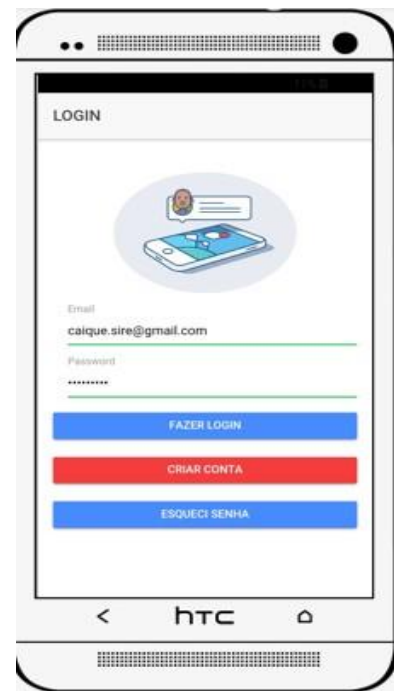 LOGIN
Email
caique.sire@gmail.com
Password
FAZER LOGIN
CRIAR CONTA
ESQUECI SENHA
hTC